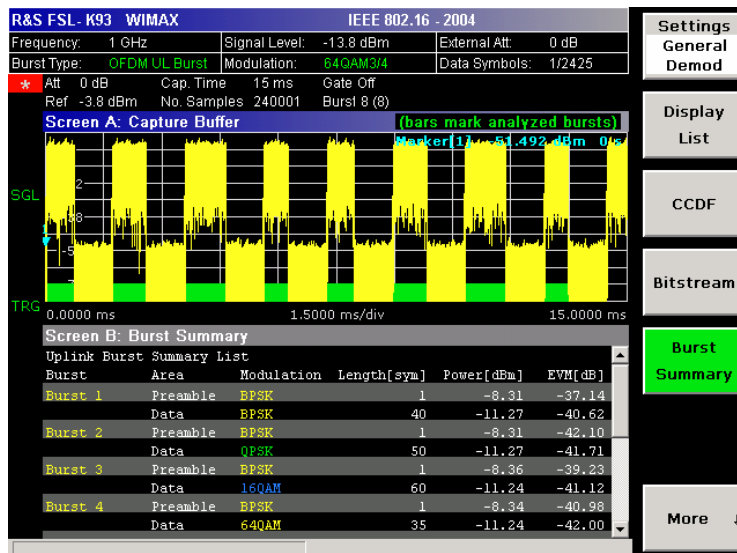 R&S FSL-K93 WIMAX IEEE 802.16 - 2004
Frequency: 1 GHz Signal Level: -13.8 dBm External Att: 0 dB
Burst Type: OFDM UL Burst Modulation: 64QAM3/4 Data Symbols: 1/2425
* Att 0 dB Cap. Time 15 ms Gate Off
Ref -3.8 dBm No. Samples 240001 Burst 8 (8)
Screen A: Capture Buffer (bars mark analyzed bursts)
Marker[1] -51.492 dBm 0 s
SGL
1
TRG
0.0000 ms 1.5000 ms/div 15.0000 ms
Screen B: Burst Summary
Uplink Burst Summary List
Burst Area Modulation Length[sym] Power[dBm] EVM[dB]
Burst 1 Preamble BPSK 1 -8.31 -37.14
Data BPSK 40 -11.27 -40.62
Burst 2 Preamble BPSK 1 -8.31 -42.10
Data QPSK 50 -11.27 -41.71
Burst 3 Preamble BPSK 1 -8.36 -39.23
Data 16QAM 60 -11.24 -41.12
Burst 4 Preamble BPSK 1 -8.34 -40.98
Data 64QAM 35 -11.24 -42.00
Settings
General
Demod
Display
List
CCDF
Bitstream
Burst
Summary
More